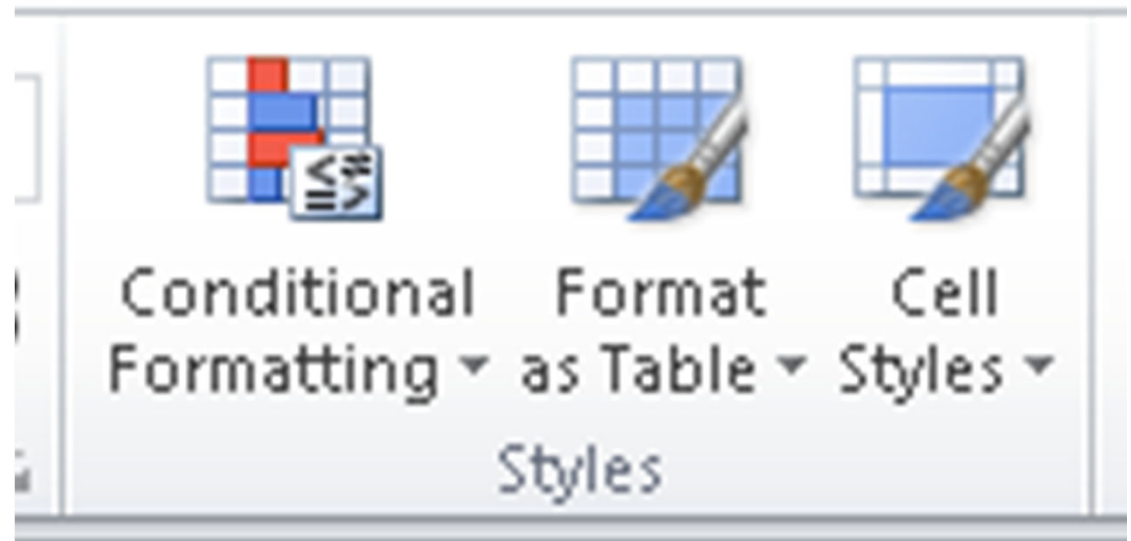 Conditional
Formatting
Format
as Table
Cell
Styles
Styles